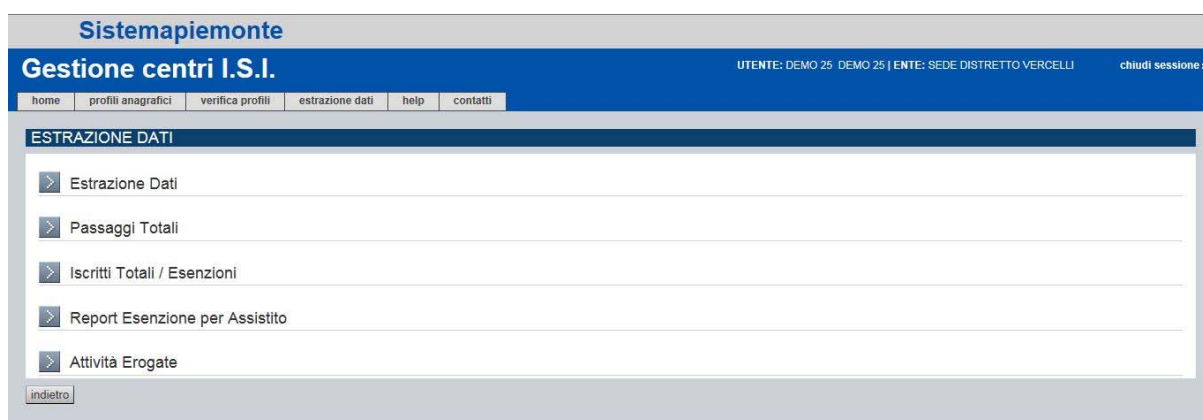 Sistemapiemonte
Gestione centri I.S.I.
UTENTE: DEMO 25 DEMO 25 | ENTE: SEDE DISTRETTO VERCELLI
chiudi sessione
home profili anagrafici verifica profili estrazione dati help contatti
ESTRAZIONE DATI
Estrazione Dati
Passaggi Totali
Iscritti Totali / Esenzioni
Report Esenzione per Assistito
Attività Erogate
indietro